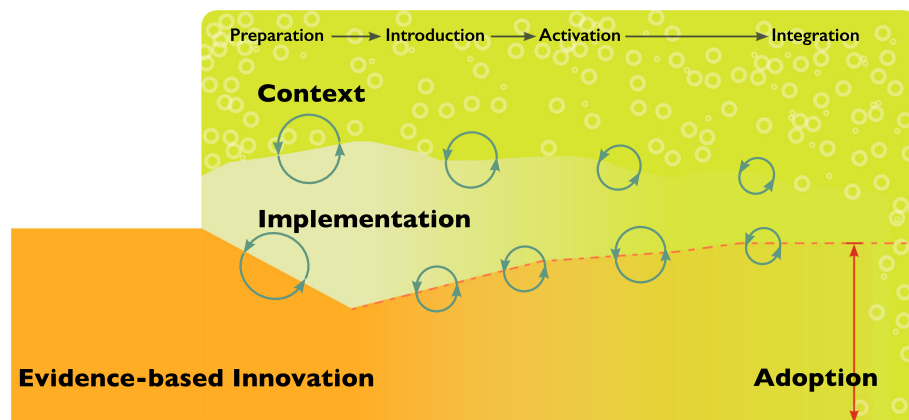 Preparation Introduction Activation Integration
Context
Implementation
Evidence-based Innovation
Adoption